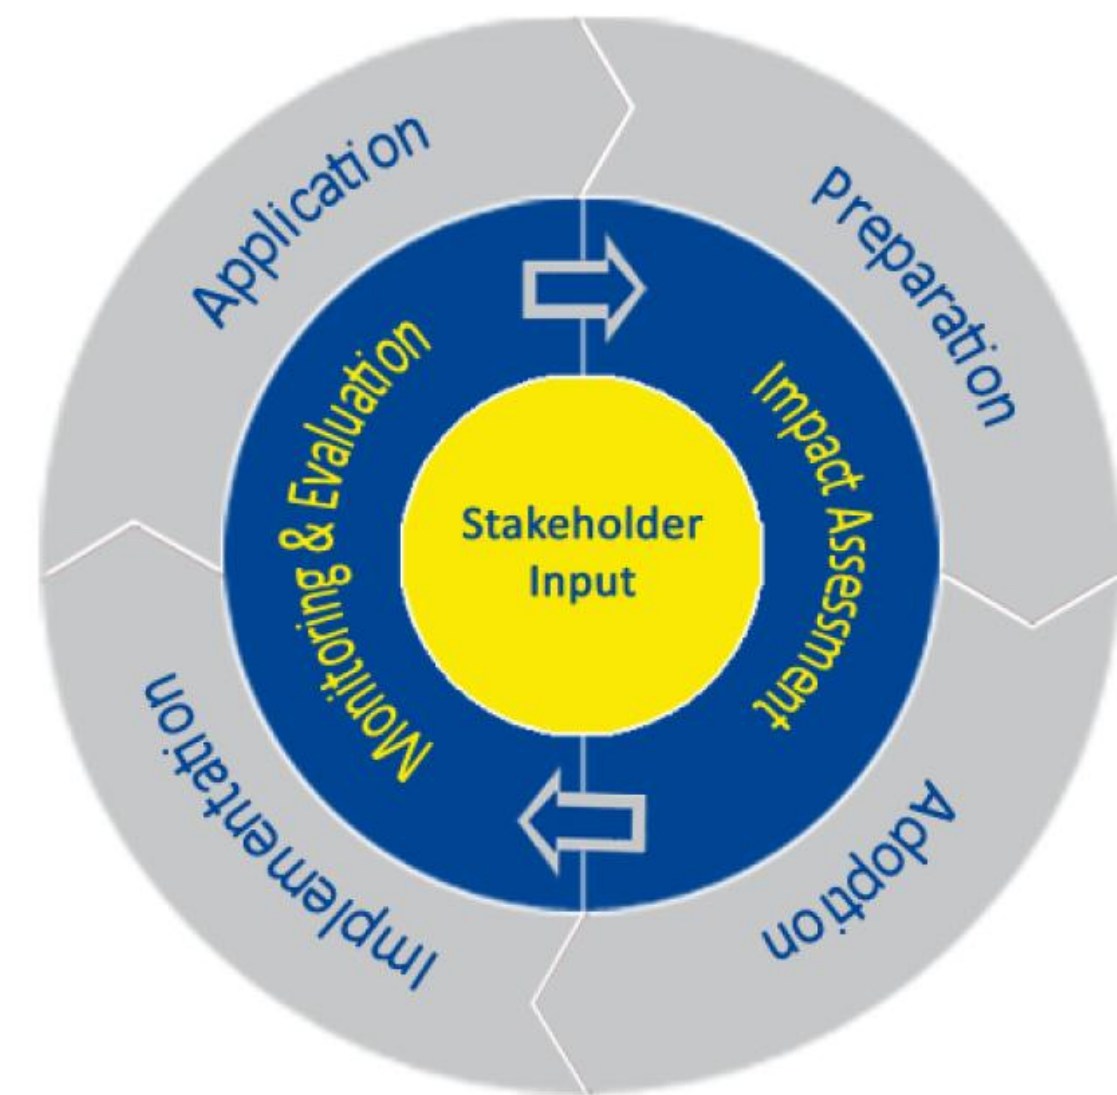 Application
Preparation
Monitoring & Evaluation
Impact Assessment
Stakeholder
Input
Implementation
Adoption